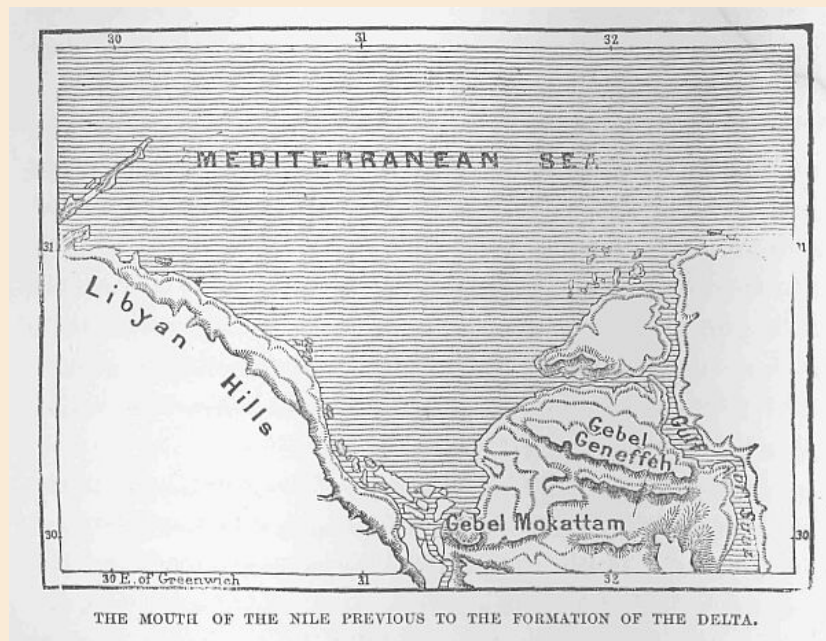 30 31 32
MEDITERRANEAN SEA
31 31
Libyan Hills
Gebel
Geneffeh
Gulf of Suez
Gebel Mokattam
30 30
30 E. of Greenwich 31 32
THE MOUTH OF THE NILE PREVIOUS TO THE FORMATION OF THE DELTA.